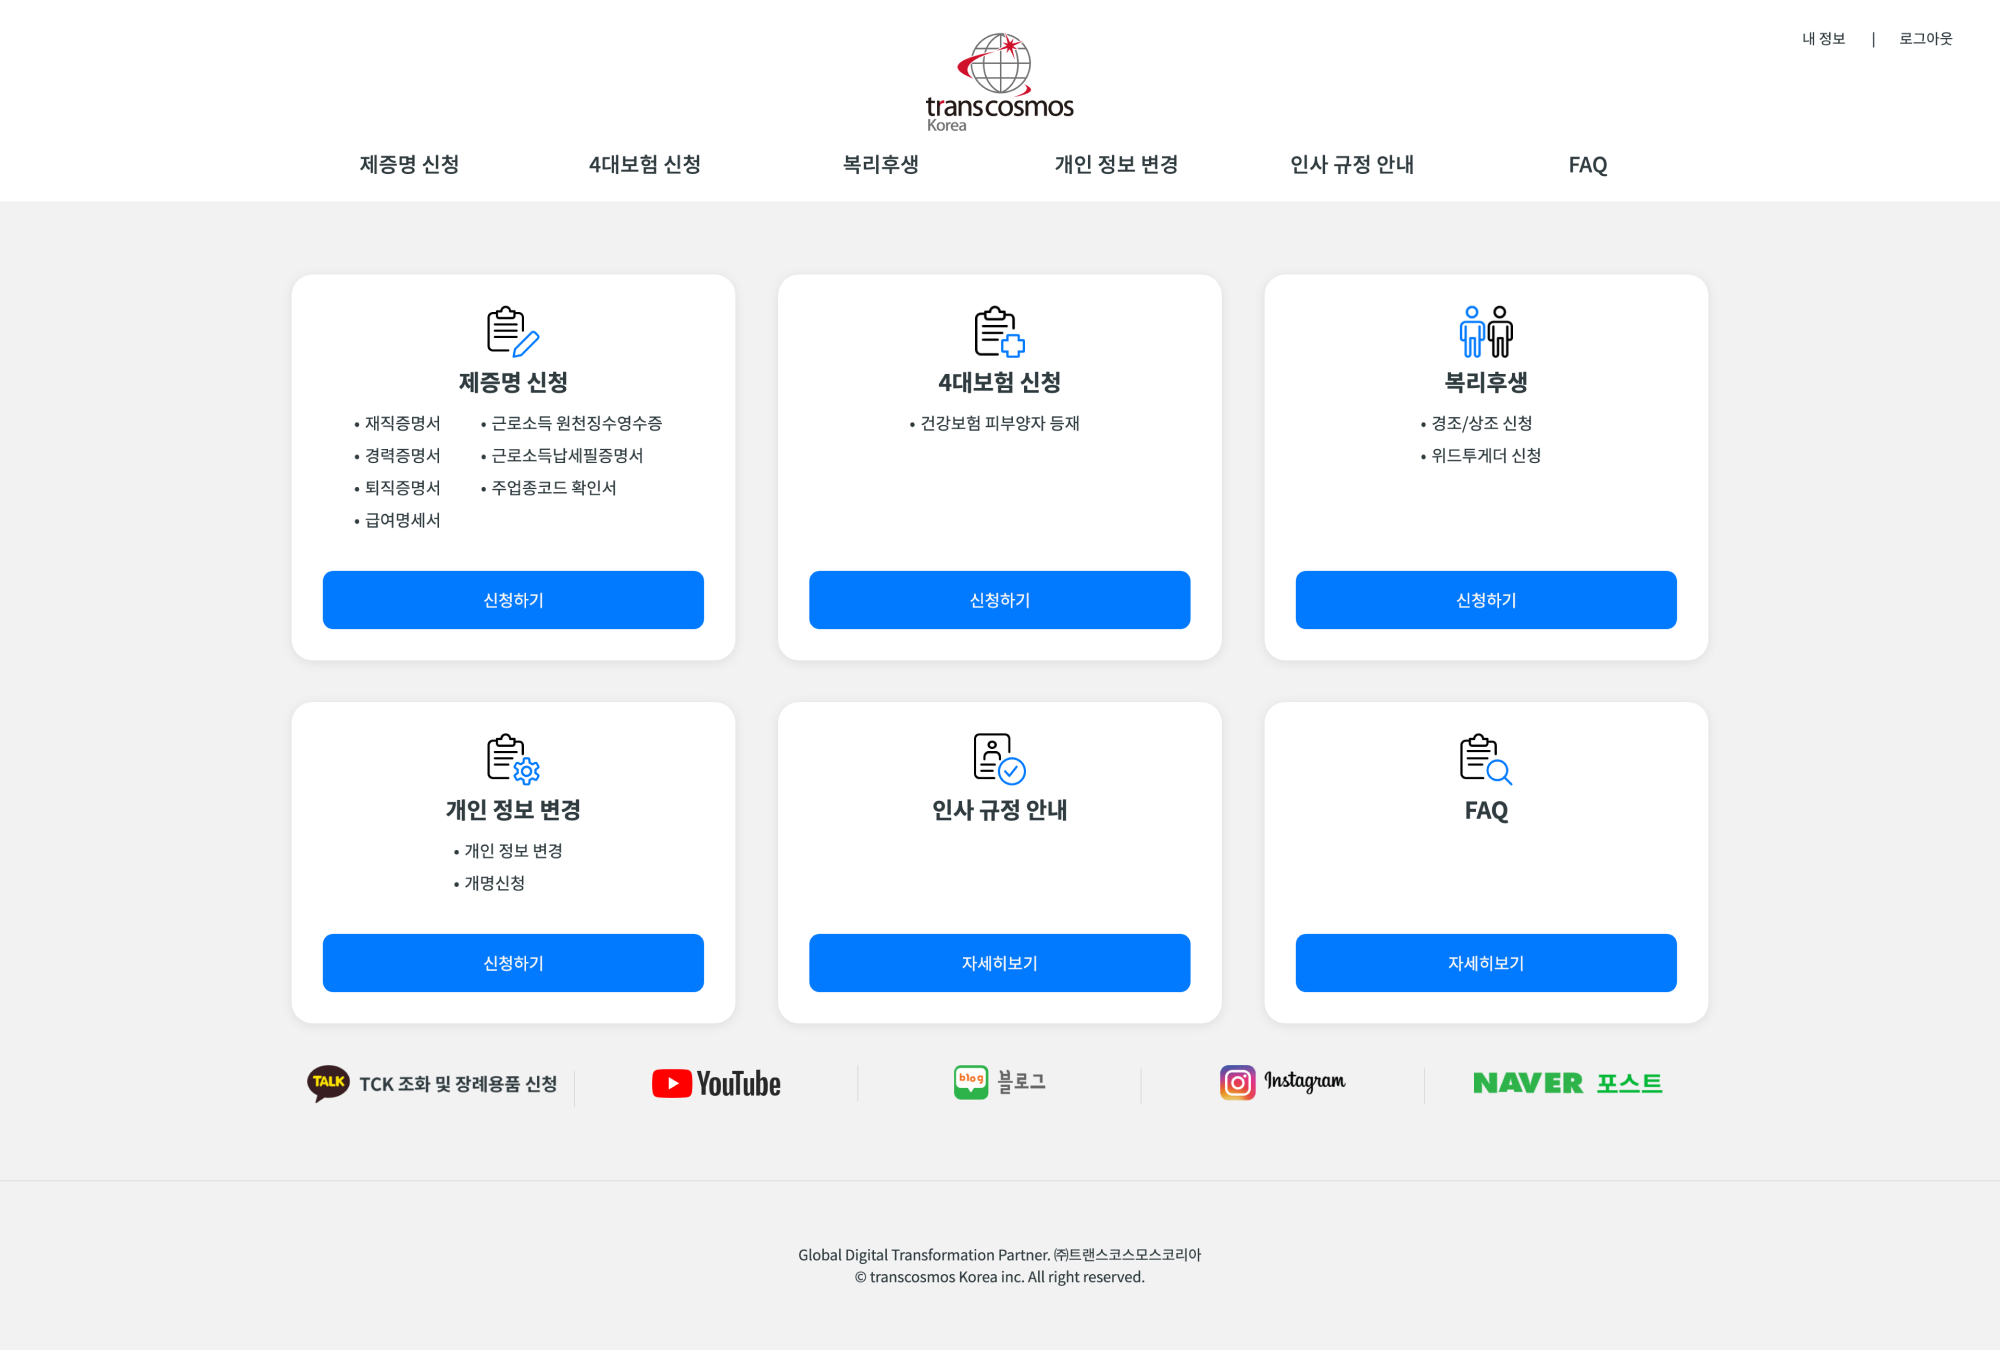 내 정보 | 로그아웃
transcosmos
Korea
제증명 신청 4대보험 신청 복리후생 개인 정보 변경 인사 규정 안내 FAQ
제증명 신청
• 재직증명서
• 경력증명서
• 퇴직증명서
• 급여명세서
• 근로소득 원천징수영수증
• 근로소득납세필증명서
• 주업종코드 확인서
신청하기
4대보험 신청
• 건강보험 피부양자 등재
신청하기
복리후생
• 경조/상조 신청
• 위드투게더 신청
신청하기
개인 정보 변경
• 개인 정보 변경
• 개명신청
신청하기
인사 규정 안내
자세히보기
FAQ
자세히보기
TALK TCK 조화 및 장례용품 신청
YouTube
blog 블로그
Instagram
NAVER 포스트
Global Digital Transformation Partner. ㈜트랜스코스모스코리아
© transcosmos Korea inc. All right reserved.